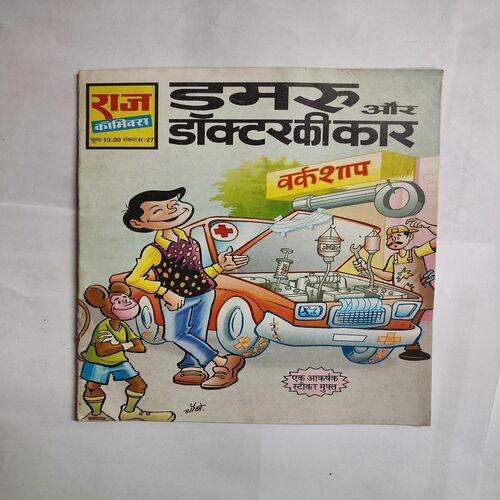 राज
कॉमिक्स
मूल्य 10.00 संख्या K-27
डमरु और
डॉक्टर की कार
वर्कशाप
एक आकर्षक
स्टीकर मुफ्त